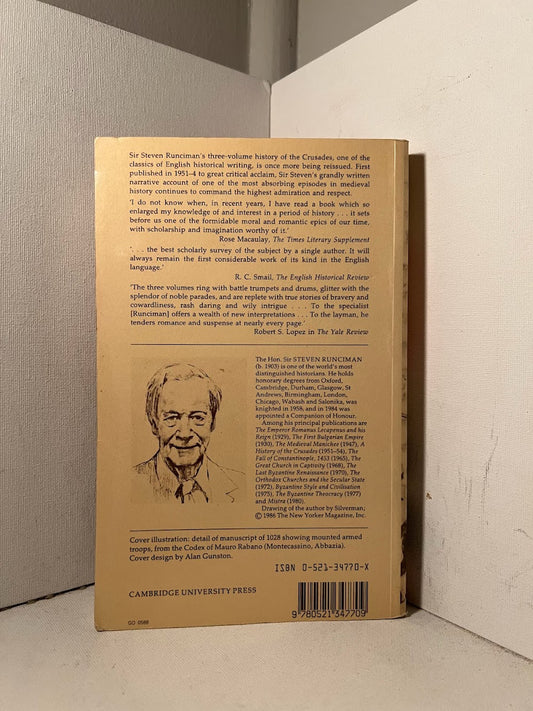 Sir Steven Runciman's three-volume history of the Crusades, one of the
classics of English historical writing, is once more being reissued. First
published in 1951–4 to great critical acclaim, Sir Steven's grandly written
narrative account of one of the most absorbing episodes in medieval
history continues to command the highest admiration and respect.
'I do not know when, in recent years, I have read a book which so
enlarged my knowledge of and interest in a period of history . . . it sets
before us one of the formidable moral and romantic epics of our time,
with scholarship and imagination worthy of it.'
Rose Macaulay, The Times Literary Supplement
'. . . the best scholarly survey of the subject by a single author. It will
always remain the first considerable work of its kind in the English
language.'
R. C. Smail, The English Historical Review
'The three volumes ring with battle trumpets and drums, glitter with the
splendor of noble parades, and are replete with true stories of bravery and
cowardliness, rash daring and wily intrigue . . . To the specialist
[Runciman] offers a wealth of new interpretations . . . To the layman, he
tenders romance and suspense at nearly every page.'
Robert S. Lopez in The Yale Review
The Hon. Sir STEVEN RUNCIMAN
(b. 1903) is one of the world's most
distinguished historians. He holds
honorary degrees from Oxford,
Cambridge, Durham, Glasgow, St
Andrews, Birmingham, London,
Chicago, Wabash and Salonika, was
knighted in 1958, and in 1984 was
appointed a Companion of Honour.
Among his principal publications are
The Emperor Romanus Lecapenus and his
Reign (1929), The First Bulgarian Empire
(1930), The Medieval Manichee (1947), A
History of the Crusades (1951–54), The
Fall of Constantinople, 1453 (1965), The
Great Church in Captivity (1968), The
Last Byzantine Renaissance (1970), The
Orthodox Churches and the Secular State
(1972), Byzantine Style and Civilisation
(1975), The Byzantine Theocracy (1977)
and Mistra (1980).
Drawing of the author by Silverman;
© 1986 The New Yorker Magazine, Inc.
Cover illustration: detail of manuscript of 1028 showing mounted armed
troops, from the Codex of Mauro Rabano (Montecassino, Abbazia).
Cover design by Alan Gunston.
ISBN 0-521-34770-X
CAMBRIDGE UNIVERSITY PRESS
9 780521 347709
GO 0588